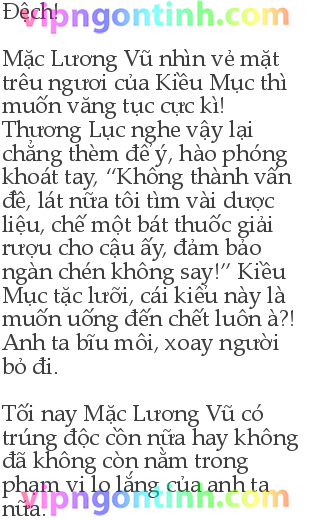 Đệch!
vipngontinh.com
Mặc Lương Vũ nhìn vẻ mặt
trêu ngươi của Kiều Mục thì
muốn văng tục cực kì!
Thương Lục nghe vậy lại
chẳng thèm để ý, hào phóng
khoát tay, “Không thành vấn
đề, lát nữa tôi tìm vài dược
liệu, chế một bát thuốc giải
rượu cho cậu ấy, đảm bảo
ngàn chén không say!” Kiều
Mục tặc lưỡi, cái kiểu này là
muốn uống đến chết luôn à?!
Anh ta bĩu môi, xoay người
bỏ đi.
Tối nay Mặc Lương Vũ có
trúng độc cồn nữa hay không
đã không còn nằm trong
phạm vi lo lắng của anh ta
nữa.
vipngontinh.com